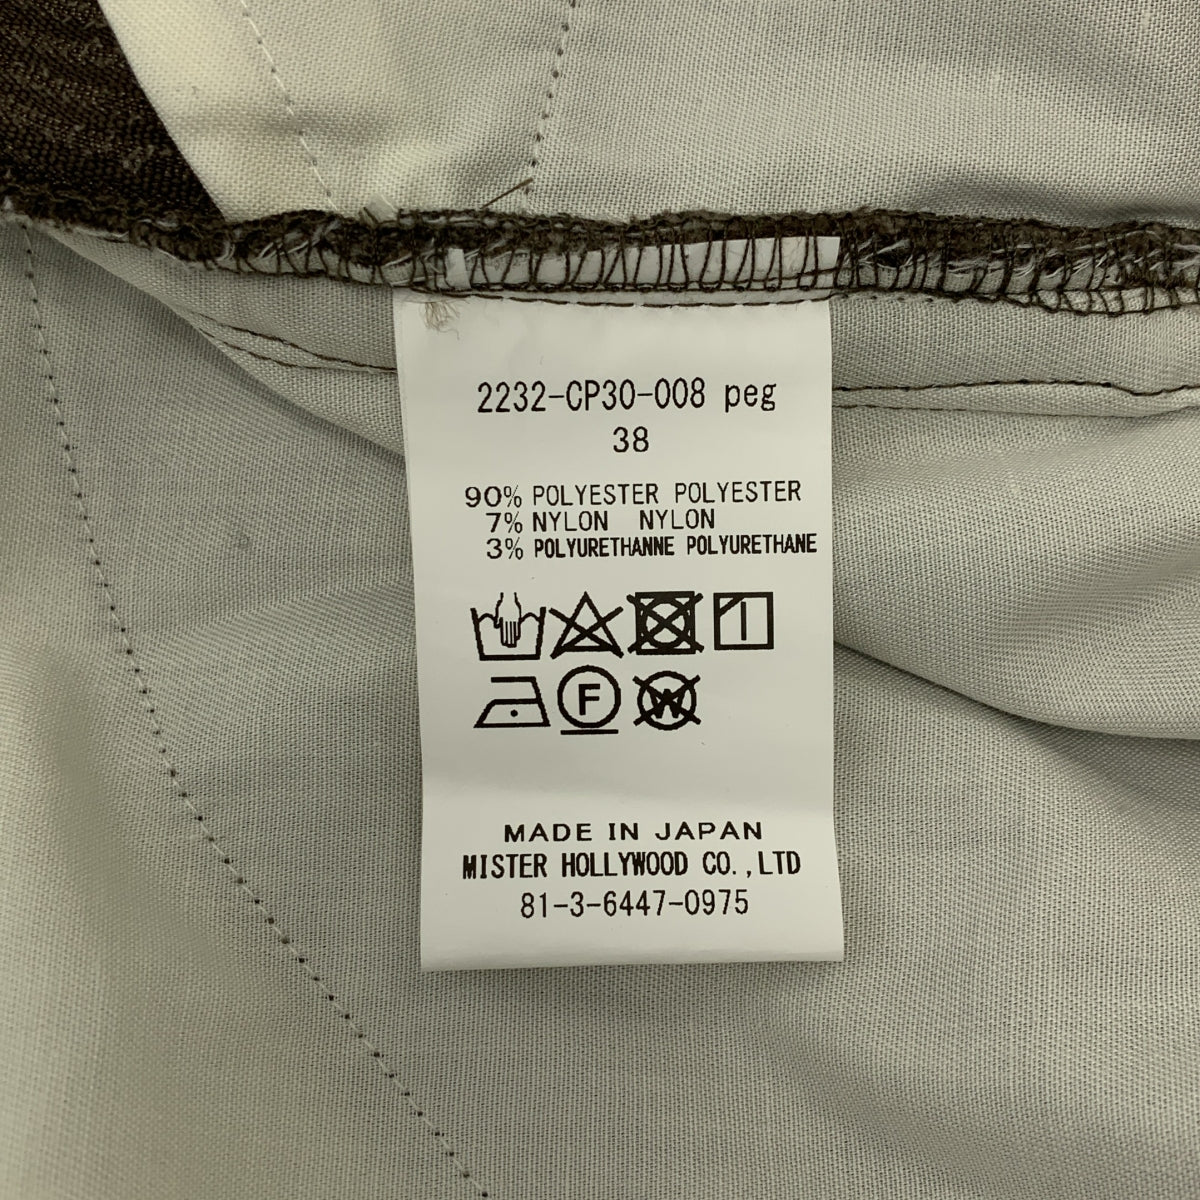 2232-CP30-008 peg
38
90% POLYESTER POLYESTER
7% NYLON NYLON
3% POLYURETHANNE POLYURETHANE
F W
MADE IN JAPAN
MISTER HOLLYWOOD CO.,LTD
81-3-6447-0975